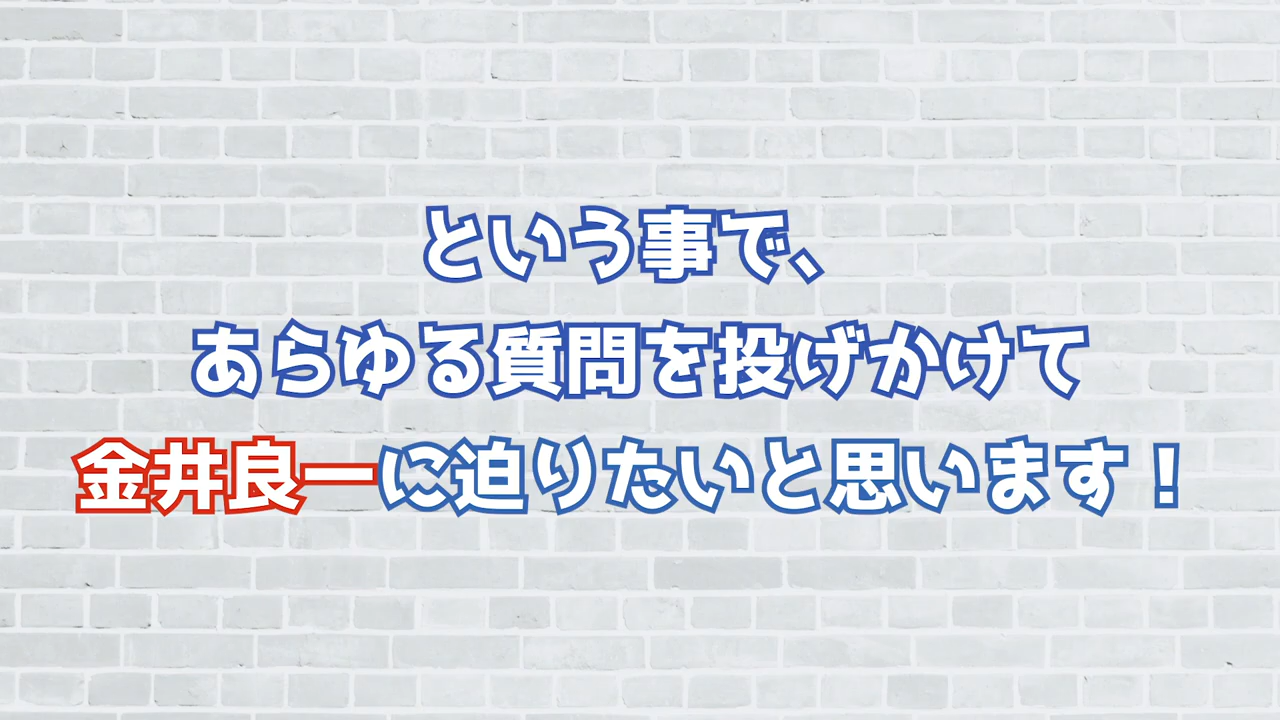 という事で、
あらゆる質問を投げかけて
金井良一に迫りたいと思います！